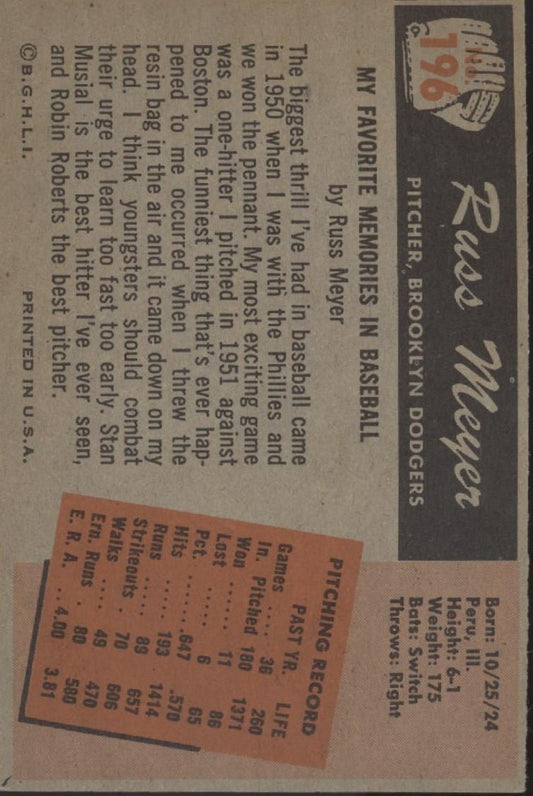 No.
196
Russ Meyer
PITCHER, BROOKLYN DODGERS
Born: 10/25/24
Peru, Ill.
Height: 6-1
Weight: 175
Bats: Switch
Throws: Right
MY FAVORITE MEMORIES IN BASEBALL
by Russ Meyer
The biggest thrill I've had in baseball came
in 1950 when I was with the Phillies and
we won the pennant. My most exciting game
was a one-hitter I pitched in 1951 against
Boston. The funniest thing that's ever hap-
pened to me occurred when I threw the
resin bag in the air and it came down on my
head. I think youngsters should combat
their urge to learn too fast too early. Stan
Musial is the best hitter I've ever seen,
and Robin Roberts the best pitcher.
PITCHING RECORD
PAST YR. LIFE
Games .... 36 260
In. Pitched 180 1371
Won ...... 11 86
Lost ...... 6 65
Pct. ...... .647 .570
Hits ...... 193 1414
Runs ...... 89 657
Strikeouts . 70 606
Walks .... 49 470
Ern. Runs . 80 580
E. R. A. .. 4.00 3.81
© B.G.H.L.I. PRINTED IN U.S.A.